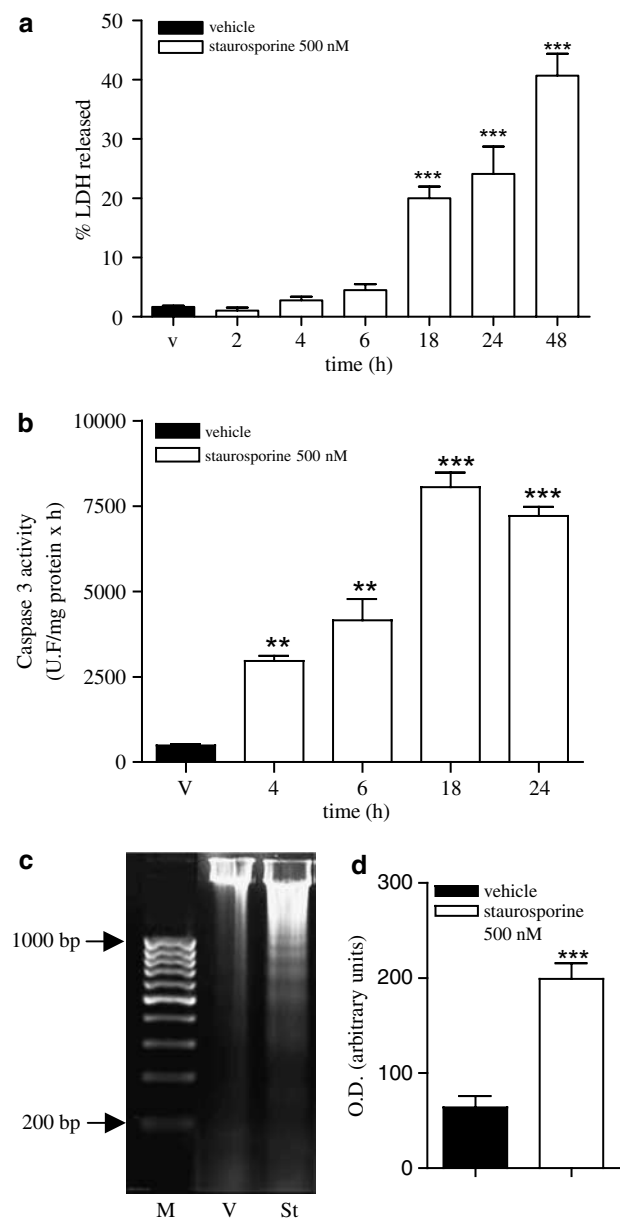 a
vehicle
staurosporine 500 nM
% LDH released
50
40
30
20
10
0
***
***
***
v 2 4 6 18 24 48
time (h)
b
vehicle
staurosporine 500 nM
Caspase 3 activity
(U.F/mg protein x h)
10000
7500
5000
2500
0
**
**
***
***
V 4 6 18 24
time (h)
c
1000 bp
200 bp
M V St
d
vehicle
staurosporine
500 nM
O.D. (arbitrary units)
300
200
100
0
***